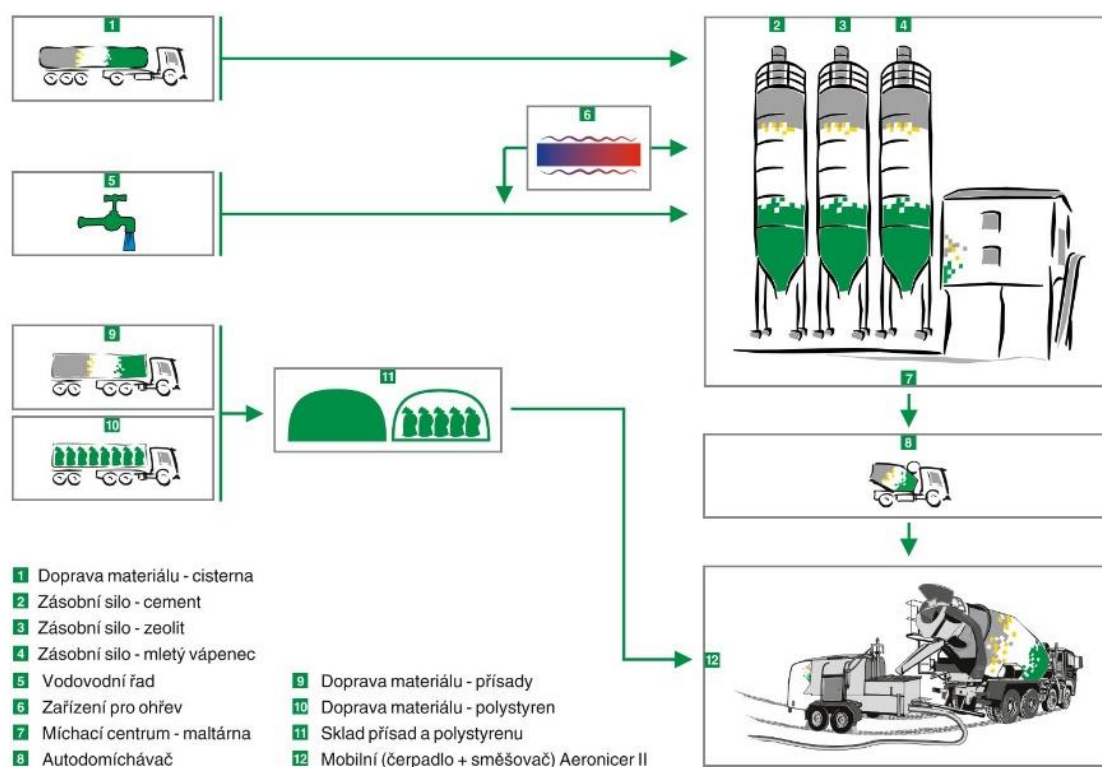 1
2 3 4
6
5
9
11
10
7
8
12
1 Doprava materiálu - cisterna
2 Zásobní silo - cement
3 Zásobní silo - zeolit
4 Zásobní silo - mletý vápenec
5 Vodovodní řad
6 Zařízení pro ohřev
7 Míchací centrum - maltárna
8 Autodomíchávač
9 Doprava materiálu - přísady
10 Doprava materiálu - polystyren
11 Sklad přísad a polystyrenu
12 Mobilní (čerpadlo + směšovač) Aeronicer II